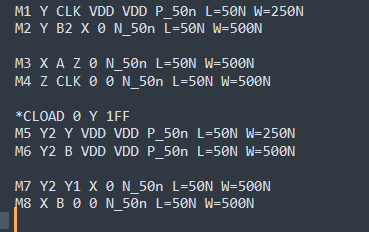 M1 Y CLK VDD VDD P_50n L=50N W=250N
M2 Y B2 X 0 N_50n L=50N W=500N
M3 X A Z 0 N_50n L=50N W=500N
M4 Z CLK 0 0 N_50n L=50N W=500N
*CLOAD 0 Y 1FF
M5 Y2 Y VDD VDD P_50n L=50N W=250N
M6 Y2 B VDD VDD P_50n L=50N W=500N
M7 Y2 Y1 X 0 N_50n L=50N W=500N
M8 X B 0 0 N_50n L=50N W=500N